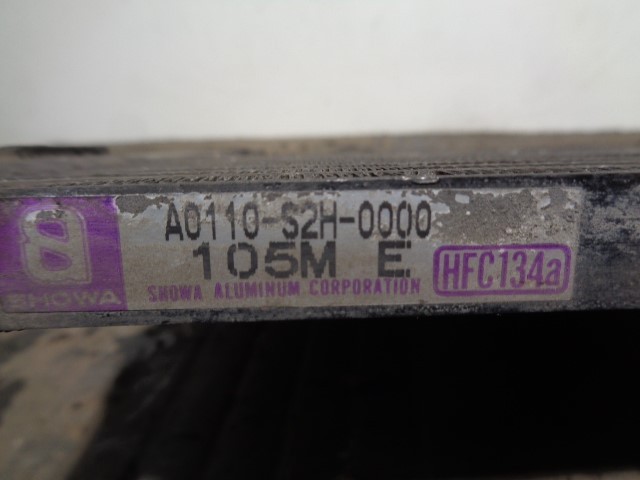 A0110-S2H-0000
105M E
HFC134a
SHOWA
SHOWA ALUMINUM CORPORATION